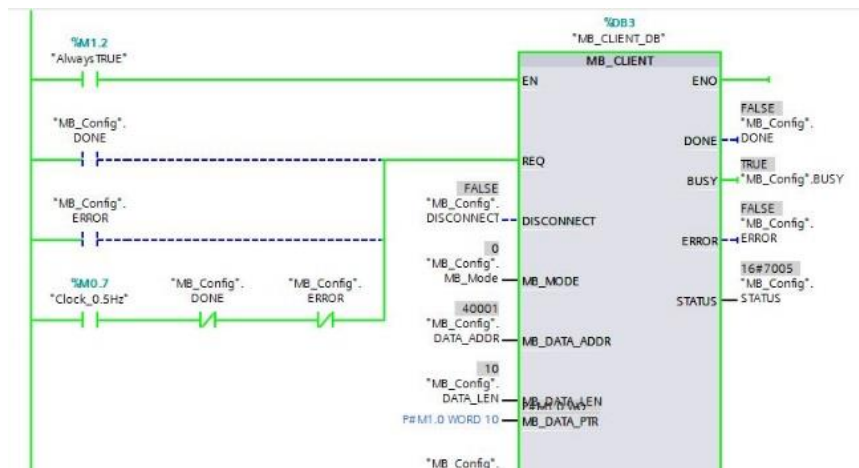 %DB3
"MB_CLIENT_DB"
%M1.2
"AlwaysTRUE"
MB_CLIENT
EN
ENO
FALSE
"MB_Config".
DONE
DONE
"MB_Config".
DONE
REQ
TRUE
BUSY
"MB_Config".BUSY
FALSE
"MB_Config".
DISCONNECT
DISCONNECT
FALSE
"MB_Config".
ERROR
ERROR
"MB_Config".
ERROR
0
"MB_Config".
MB_Mode
MB_MODE
16#7005
"MB_Config".
STATUS
STATUS
%M0.7
"Clock_0.5Hz"
"MB_Config".
DONE
"MB_Config".
ERROR
40001
"MB_Config".
DATA_ADDR
MB_DATA_ADDR
10
"MB_Config".
DATA_LEN
MB_DATA_LEN
P#M1.0 WORD 10
MB_DATA_PTR
"MB_Config".